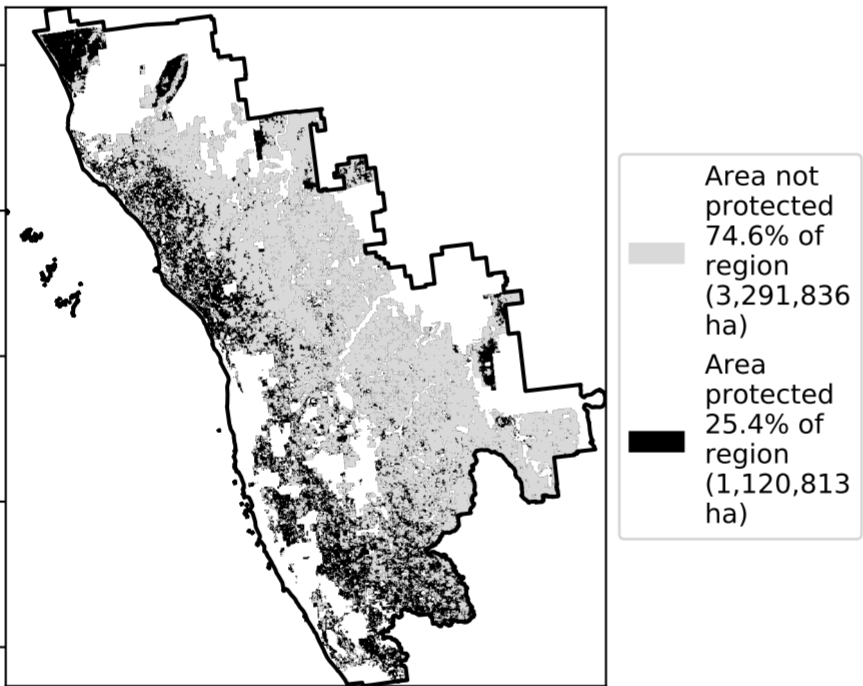 Area not
protected
74.6% of
region
(3,291,836
ha)
Area
protected
25.4% of
region
(1,120,813
ha)